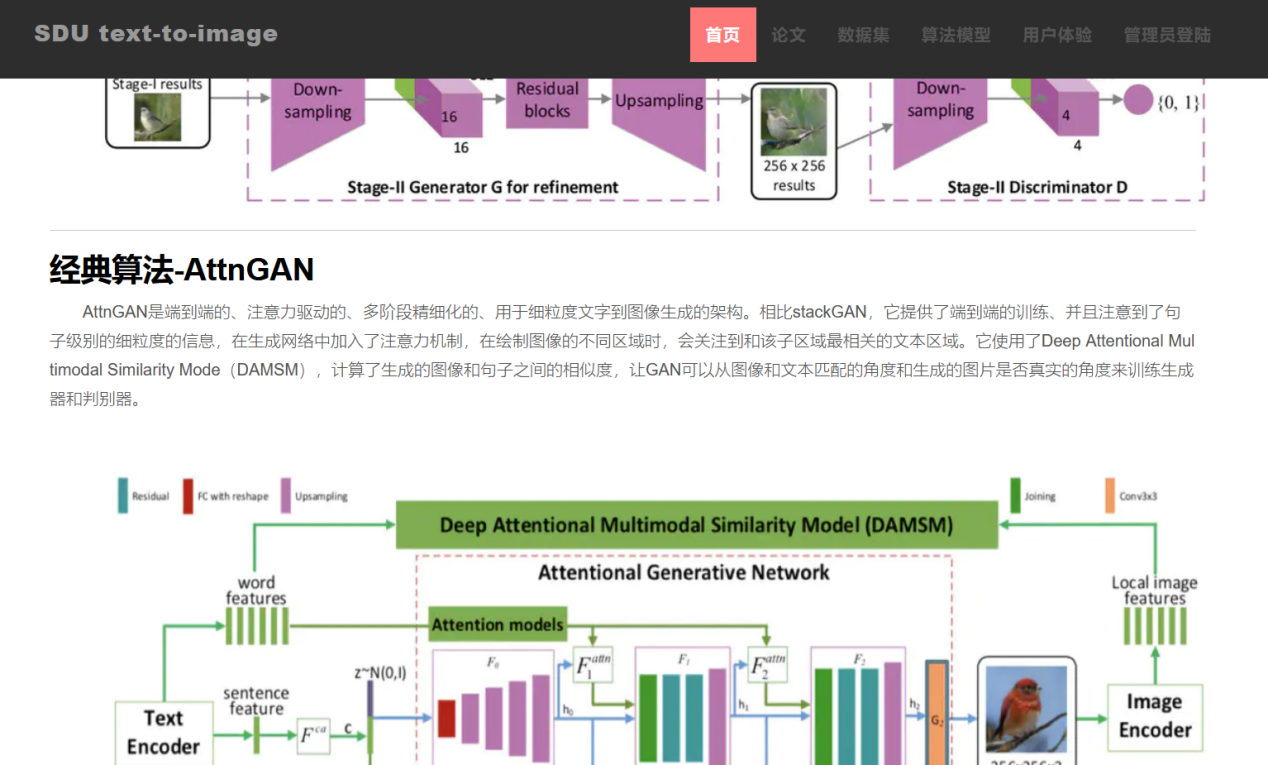 SDU text-to-image
首页 论文 数据集 算法模型 用户体验 管理员登陆
Stage-I results
Down-
sampling
16
16
Residual
blocks
Upsampling
256 x 256
results
Down-
sampling
4
4
{0, 1}
Stage-II Generator G for refinement
Stage-II Discriminator D
经典算法-AttnGAN
AttnGAN是端到端的、注意力驱动的、多阶段精细化的、用于细粒度文字到图像生成的架构。相比stackGAN，它提供了端到端的训练、并且注意到了句
子级别的细粒度的信息，在生成网络中加入了注意力机制，在绘制图像的不同区域时，会关注到和该子区域最相关的文本区域。它使用了Deep Attentional Mul
timodal Similarity Mode（DAMSM），计算了生成的图像和句子之间的相似度，让GAN可以从图像和文本匹配的角度和生成的图片是否真实的角度来训练生成
器和判别器。
Residual FC with reshape Upsampling Joining Conv3x3
Deep Attentional Multimodal Similarity Model (DAMSM)
Attentional Generative Network
word
features
Local image
features
Attention models
F0 F1attn F1 F2attn F2
z~N(0,I)
sentence
feature
Text
Encoder
Fca
c
h0
h1
h2
G2
Image
Encoder
256x256x3